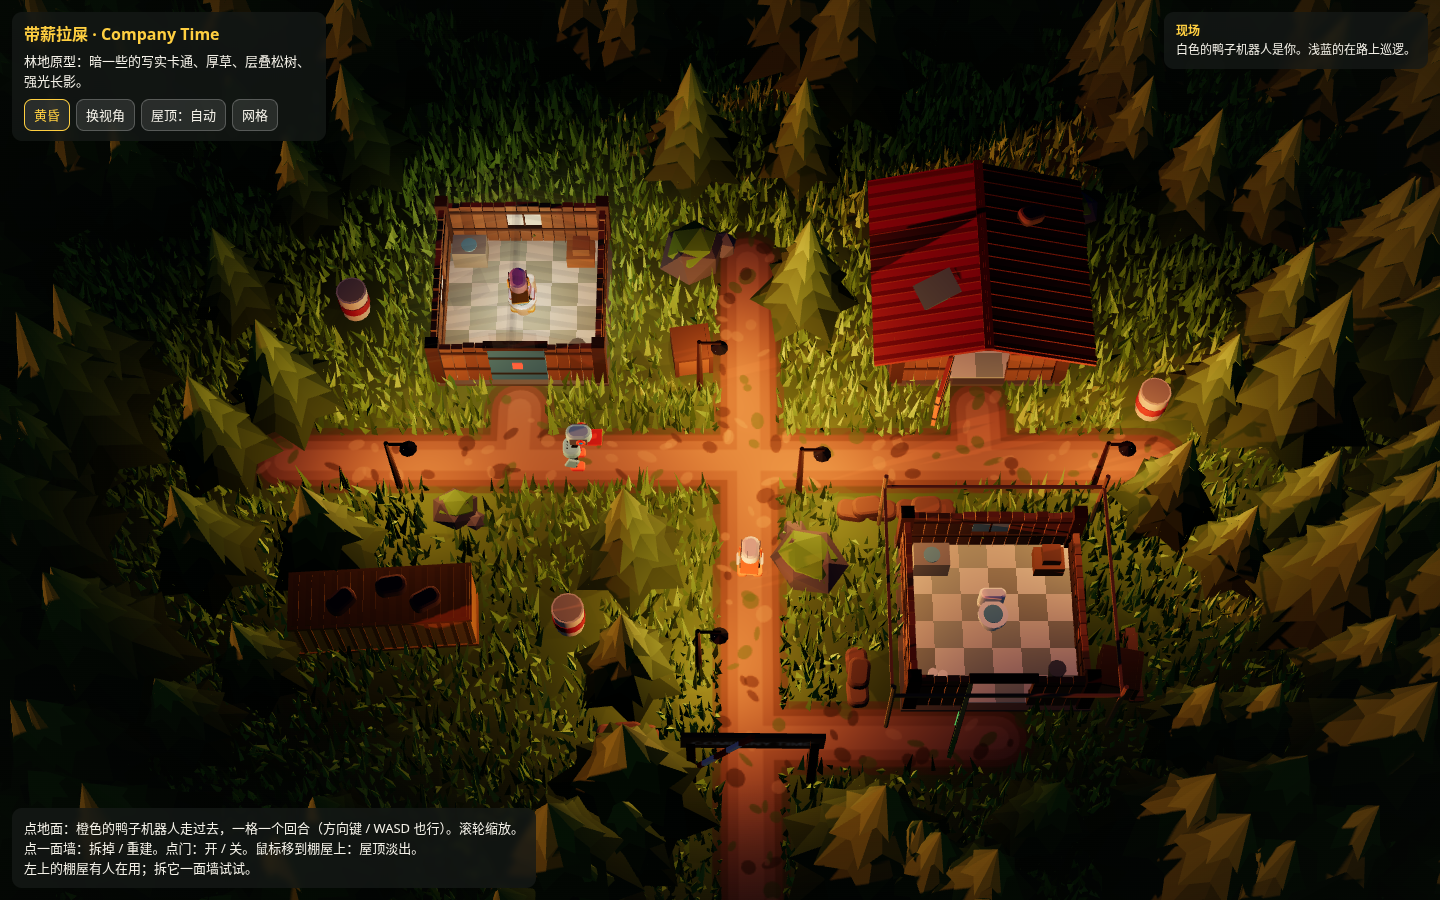 带薪拉屎 · Company Time
林地原型：暗一些的写实卡通、厚草、层叠松树、
强光长影。
黄昏
换视角
屋顶：自动
网格
现场
白色的鸭子机器人是你。浅蓝的在路上巡逻。
点地面：橙色的鸭子机器人走过去，一格一个回合（方向键 / WASD 也行）。滚轮缩放。
点一面墙：拆掉 / 重建。点门：开 / 关。鼠标移到棚屋上：屋顶淡出。
左上的棚屋有人在用；拆它一面墙试试。